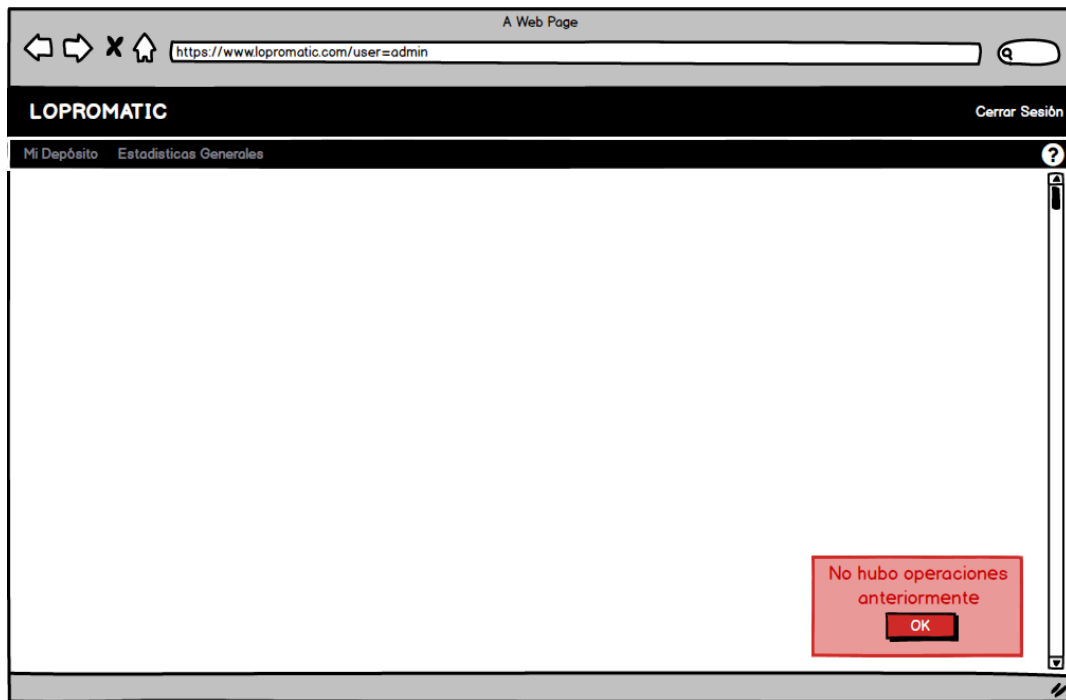 A Web Page
https://www.lopromatic.com/user=admin
LOPROMATIC
Cerrar Sesión
Mi Depósito Estadisticas Generales
?
No hubo operaciones
anteriormente
OK